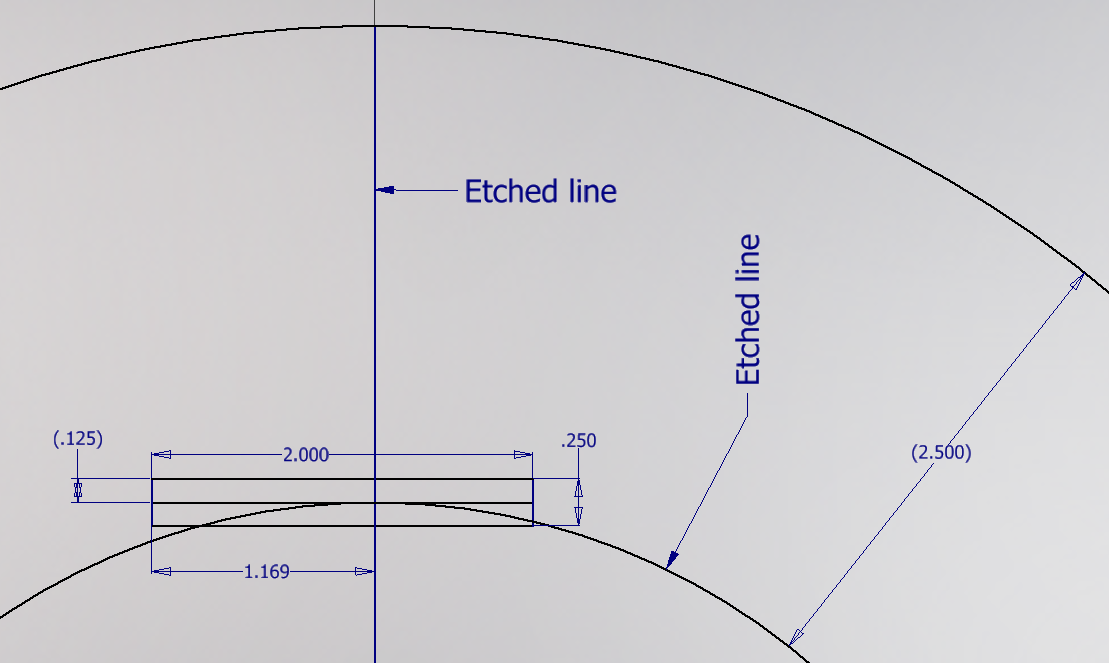 Etched line
Etched line
(.125)
2.000
.250
(2.500)
1.169